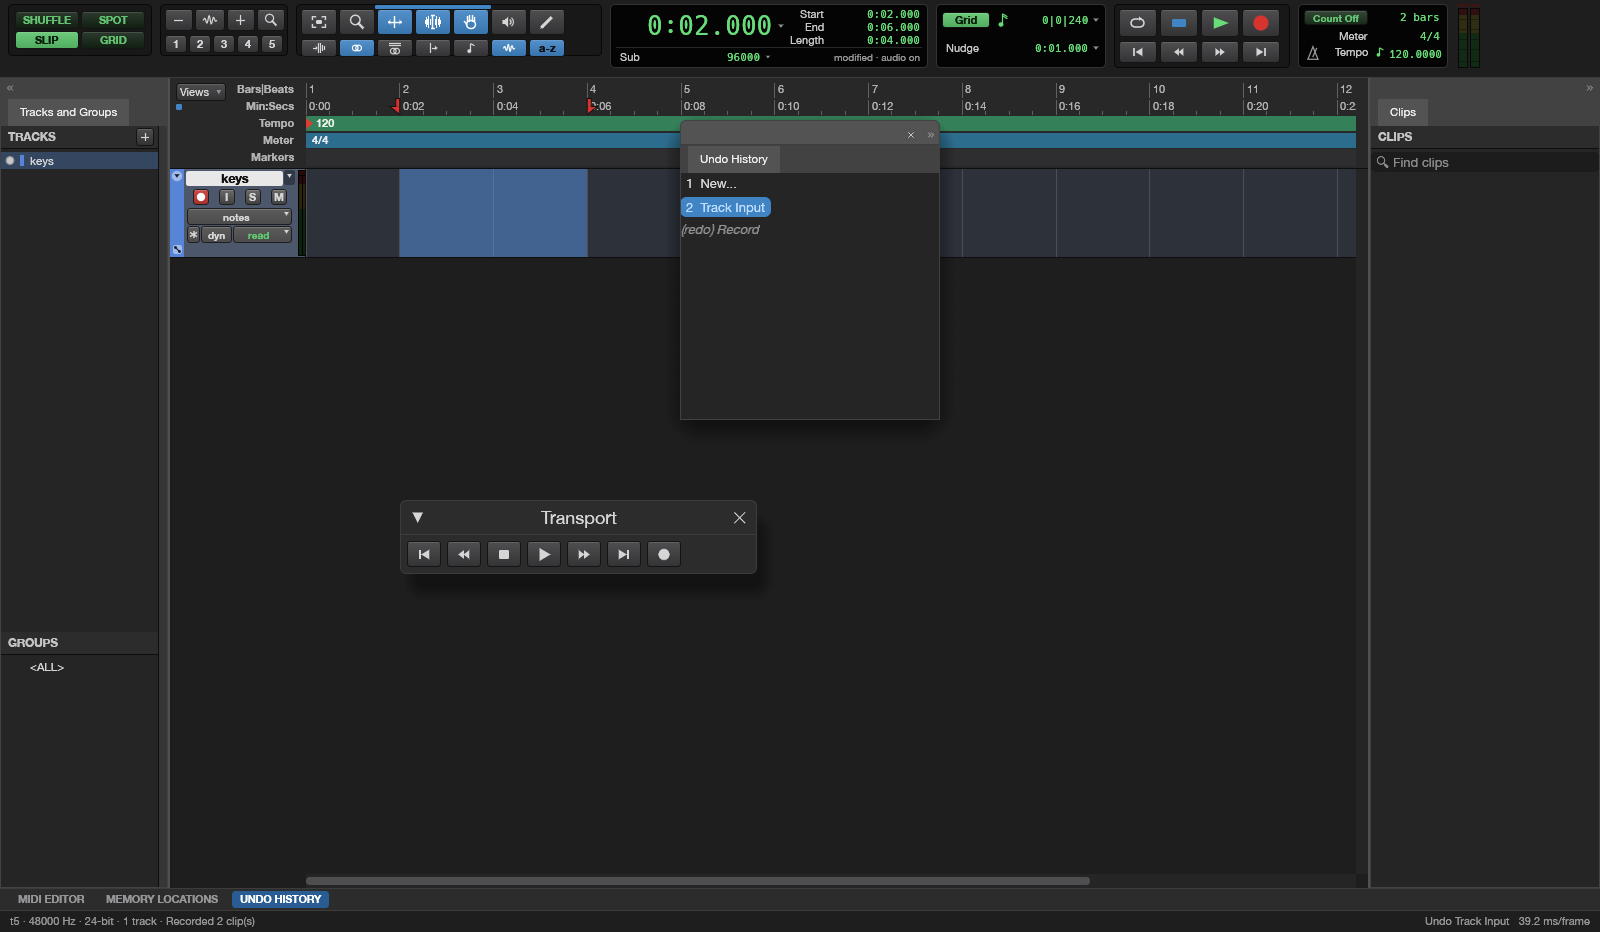 SHUFFLE SPOT
SLIP GRID
1 2 3 4 5
a-z
0:02.000
Start 0:02.000
End 0:06.000
Length 0:04.000
Sub 96000 modified · audio on
Grid 0|0|240
Nudge 0:01.000
Count Off 2 bars
Meter 4/4
Tempo 120.0000
Tracks and Groups
TRACKS +
keys
GROUPS
<ALL>
Views
Bars|Beats 1 2 3 4 5 6 7 8 9 10 11 12
Min:Secs 0:00 0:02 0:04 0:06 0:08 0:10 0:12 0:14 0:16 0:18 0:20 0:2
Tempo 120
Meter 4/4
Markers
keys
I S M
notes
dyn read
Undo History
1 New...
2 Track Input
(redo) Record
Transport
Clips
CLIPS
Find clips
MIDI EDITOR MEMORY LOCATIONS UNDO HISTORY
t5 · 48000 Hz · 24-bit · 1 track · Recorded 2 clip(s)
Undo Track Input 39.2 ms/frame